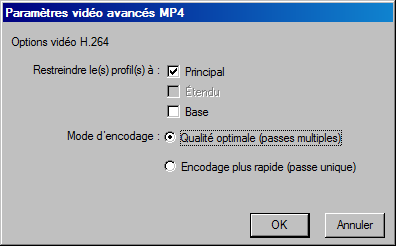 Paramètres vidéo avancés MP4
Options vidéo H.264
Restreindre le(s) profil(s) à : Principal
Étendu
Base
Mode d'encodage : Qualité optimale (passes multiples)
Encodage plus rapide (passe unique)
OK Annuler